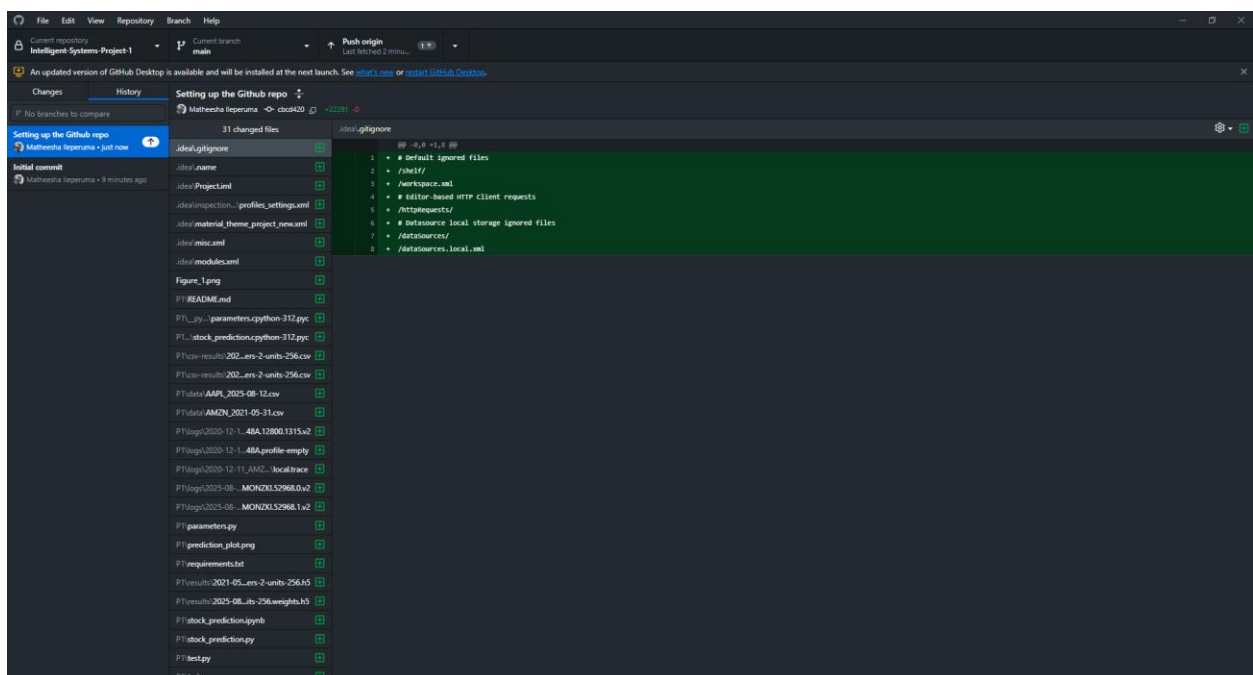 File Edit View Repository Branch Help
Current repository
Intelligent-Systems-Project-1
Current branch
main
Push origin
Last fetched 2 minu...
1
An updated version of GitHub Desktop is available and will be installed at the next launch. See what's new or restart GitHub Desktop.
Changes History
No branches to compare
Setting up the Github repo
Matheesha Ileperuma • just now
Initial commit
Matheesha Ileperuma • 9 minutes ago
Setting up the Github repo
Matheesha Ileperuma cbcd420 +22291 -0
31 changed files
.idea\.gitignore
.idea\.name
.idea\Project.iml
.idea\inspection...\profiles_settings.xml
.idea\material_theme_project_new.xml
.idea\misc.xml
.idea\modules.xml
Figure_1.png
P1\README.md
P1\__py...\parameters.cpython-312.pyc
P1...\stock_prediction.cpython-312.pyc
P1\csv-results\202...ers-2-units-256.csv
P1\csv-results\202...ers-2-units-256.csv
P1\data\AAPL_2025-08-12.csv
P1\data\AMZN_2021-05-31.csv
P1\logs\2020-12-1...48A.12800.1315.v2
P1\logs\2020-12-1...48A.profile-empty
P1\logs\2020-12-11_AMZ...\local.trace
P1\logs\2025-08-...MONZKI.52968.0.v2
P1\logs\2025-08-...MONZKI.52968.1.v2
P1\parameters.py
P1\prediction_plot.png
P1\requirements.txt
P1\results\2021-05...ers-2-units-256.h5
P1\results\2025-08...its-256.weights.h5
P1\stock_prediction.ipynb
P1\stock_prediction.py
P1\test.py
.idea\.gitignore
@@ -0,0 +1,8 @@
1 + # Default ignored files
2 + /shelf/
3 + /workspace.xml
4 + # Editor-based HTTP Client requests
5 + /httpRequests/
6 + # Datasource local storage ignored files
7 + /dataSources/
8 + /dataSources.local.xml